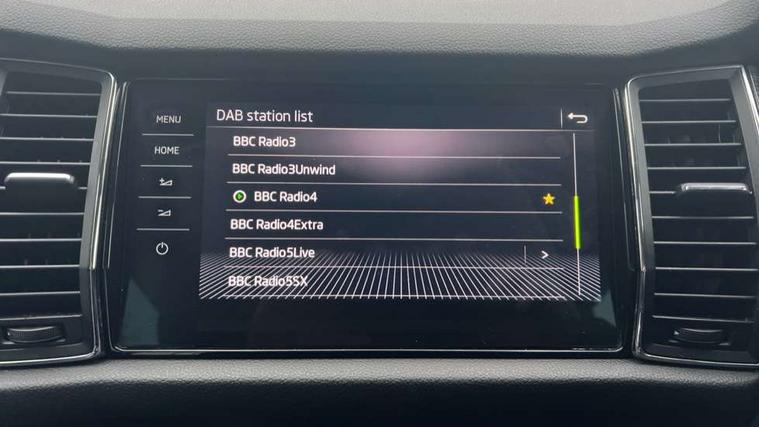 MENU
HOME
DAB station list
BBC Radio3
BBC Radio3Unwind
BBC Radio4
BBC Radio4Extra
BBC Radio5Live
BBC Radio5SX